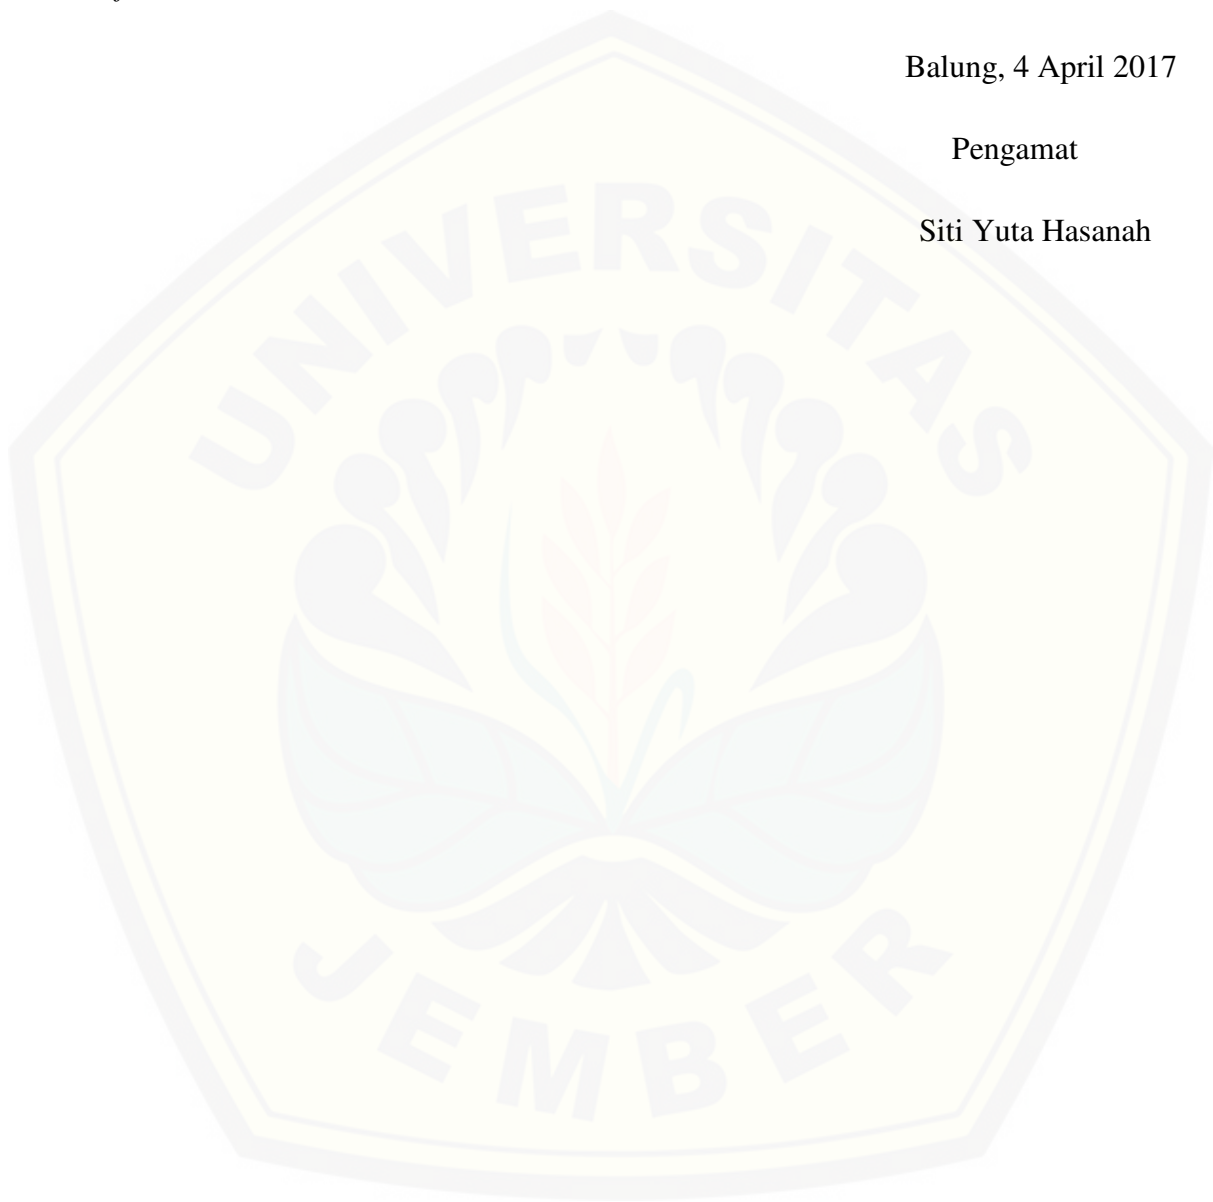 Balung, 4 April 2017
Pengamat
Siti Yuta Hasanah
UNIVERSITAS
JEMBER